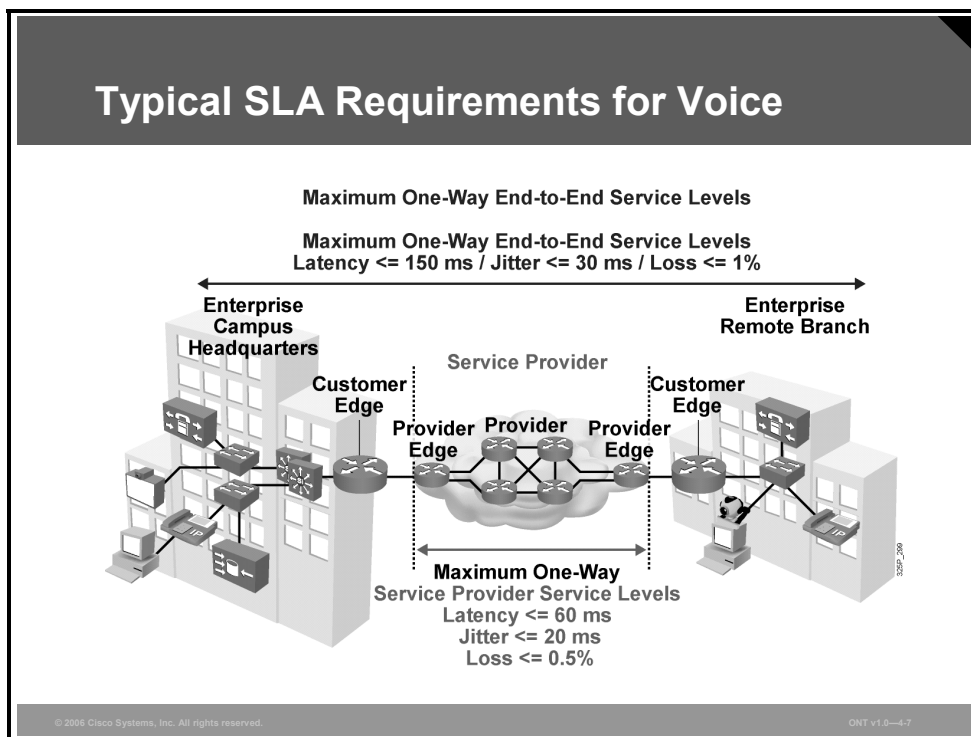 Typical SLA Requirements for Voice
Maximum One-Way End-to-End Service Levels
Maximum One-Way End-to-End Service Levels
Latency <= 150 ms / Jitter <= 30 ms / Loss <= 1%
Enterprise
Campus
Headquarters
Enterprise
Remote Branch
Service Provider
Customer
Edge
Provider
Edge
Provider
Provider
Edge
Customer
Edge
IP
IP
Maximum One-Way
Service Provider Service Levels
Latency <= 60 ms
Jitter <= 20 ms
Loss <= 0.5%
325P_299
© 2006 Cisco Systems, Inc. All rights reserved.
ONT v1.0—4-7